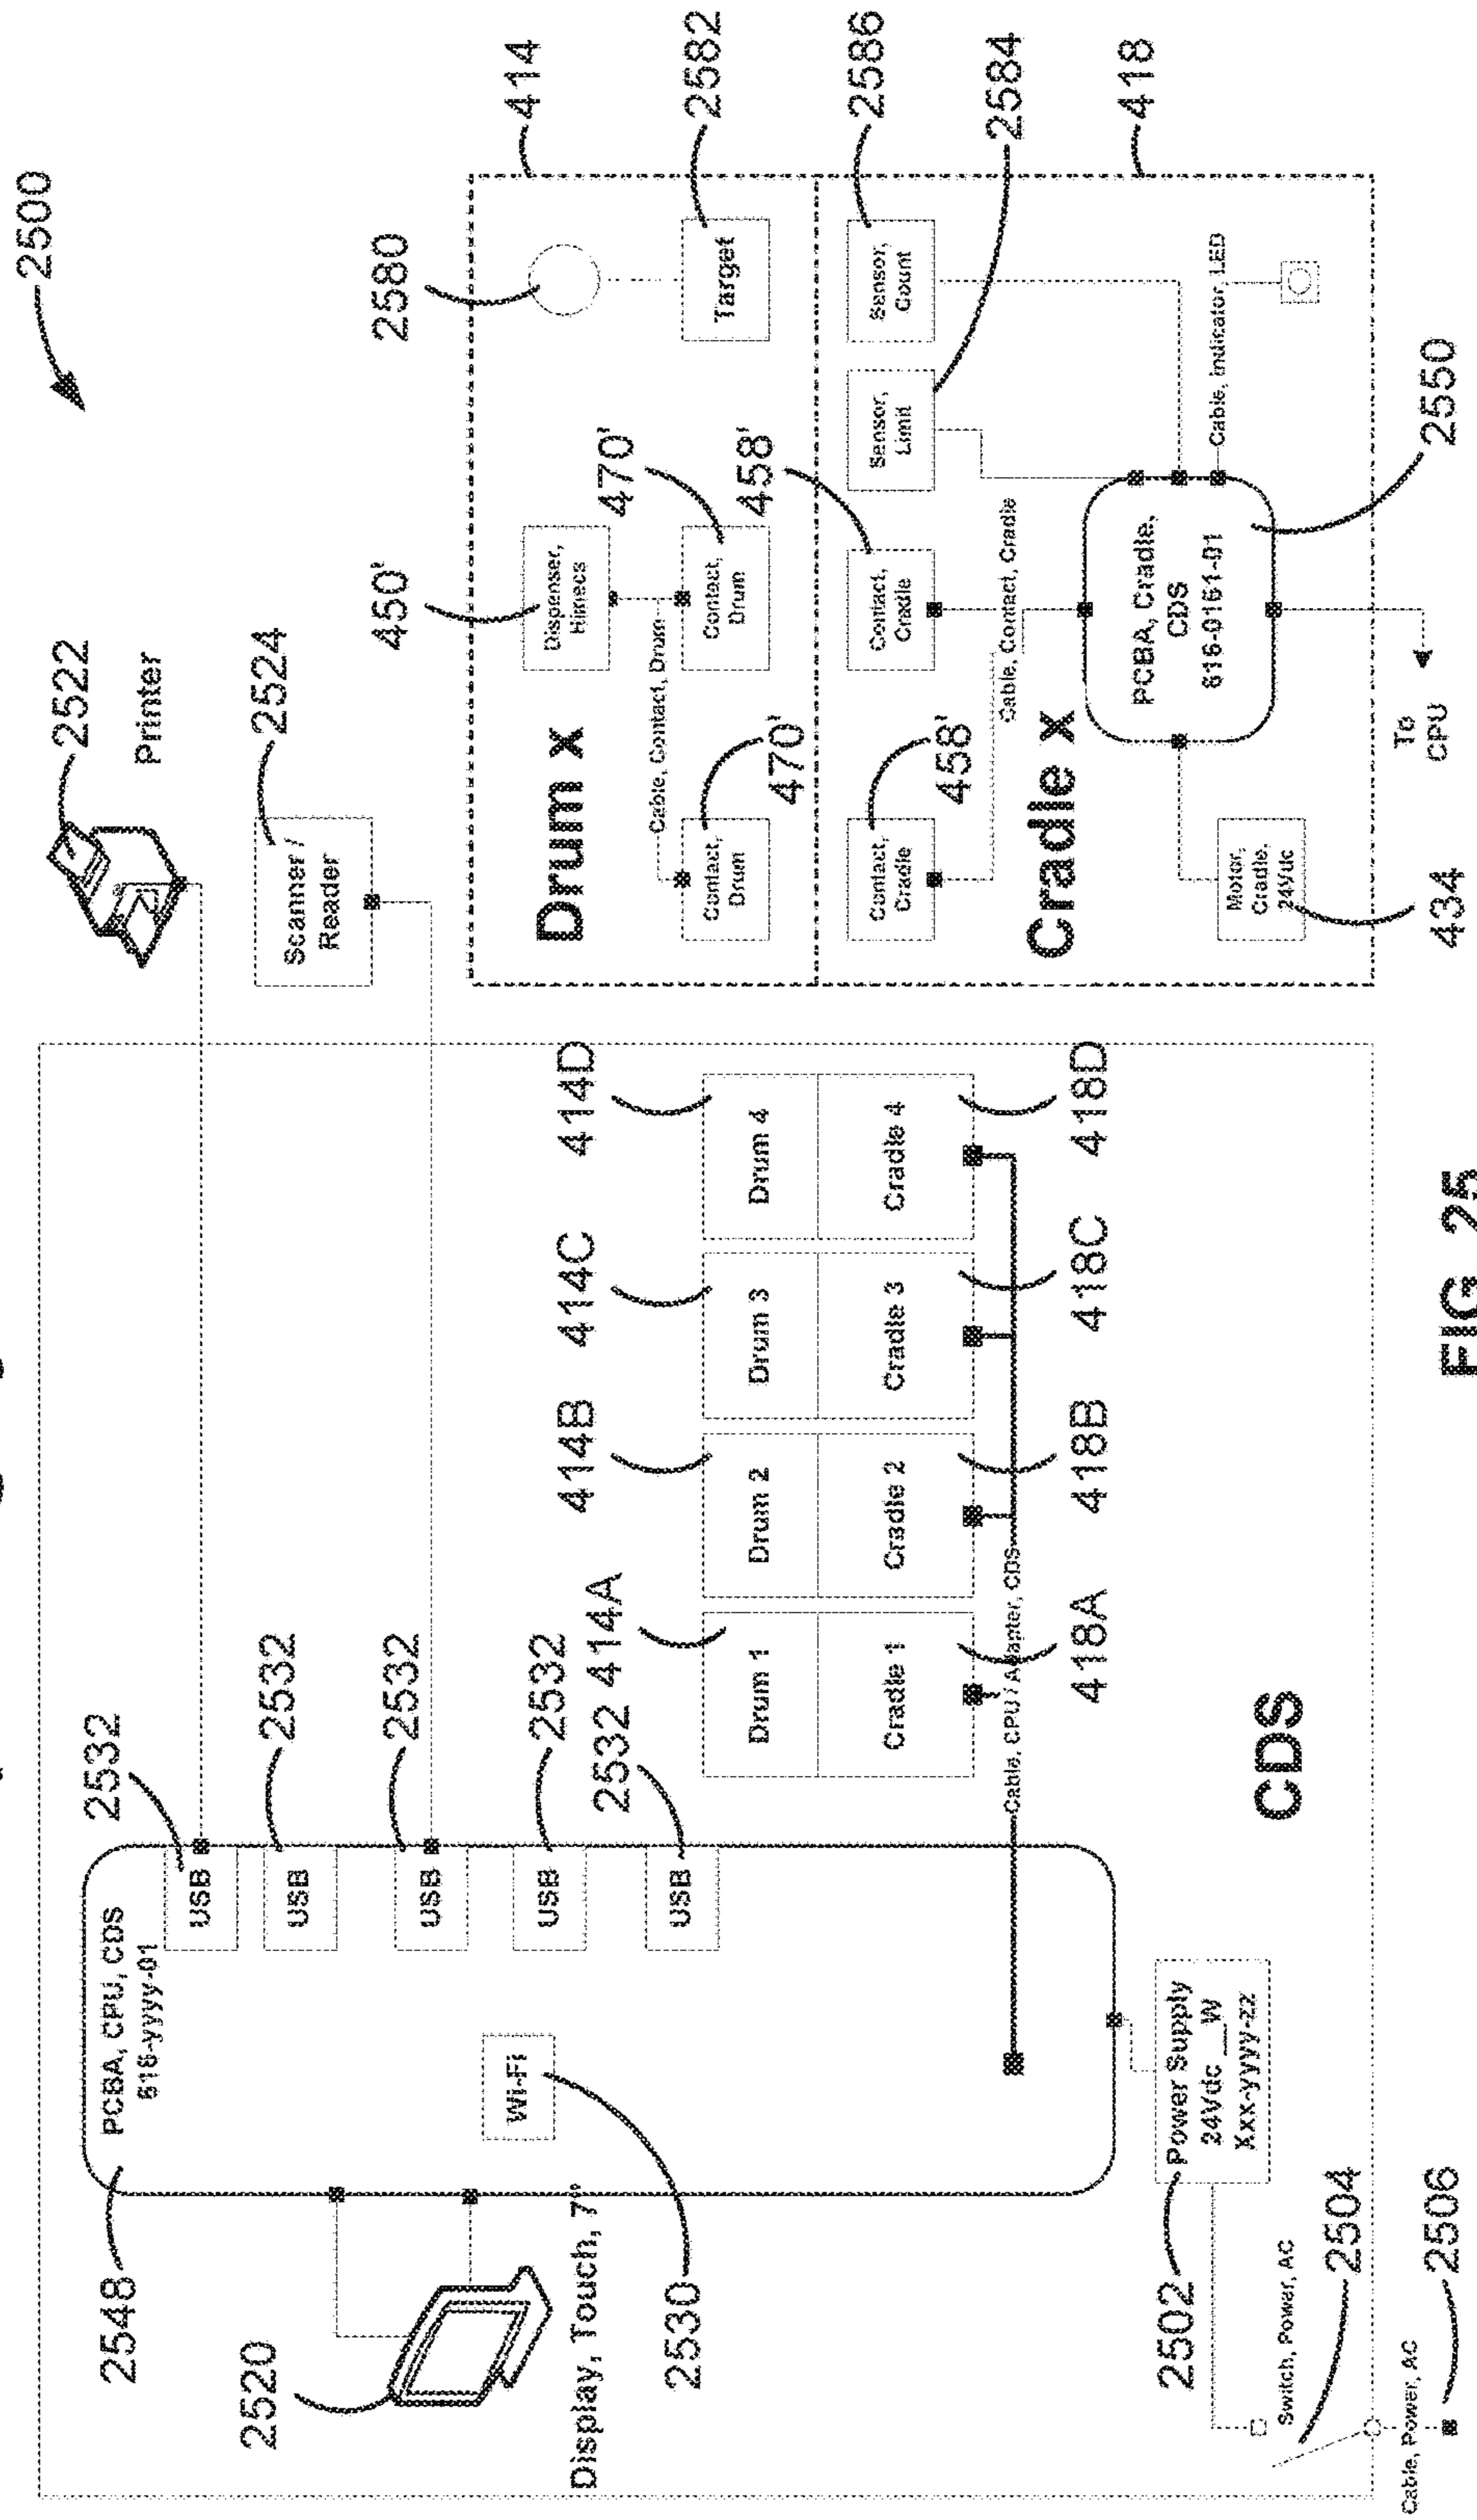 2500
2522
Printer
2524
Scanner /
Reader
2548
PCBA, CPU, CDS
616-yyyy-01
2532
USB
2532
USB
2532
USB
2532
USB
2532
USB
2520
Display, Touch, 7"
Wi-Fi
2530
414A
414B
414C
414D
Drum 1
Drum 2
Drum 3
Drum 4
Cradle 1
Cradle 2
Cradle 3
Cradle 4
Cable, CPU / Adapter, CDS
418A
418B
418C
418D
CDS
2502
Power Supply
24Vdc __W
Kxx-yyyy-zz
Switch, Power, AC
2504
Cable, Power, AC
2506
414
450'
2580
Dispenser,
Himecs
470'
Drum x
Cable, Contact, Drum
Contact,
Drum
Contact,
Drum
Target
2582
470'
458'
Contact,
Cradle
Contact,
Cradle
Sensor,
Limit
Sensor,
Count
2586
2584
458'
Cable, Contact, Cradle
Cradle x
PCBA, Cradle,
CDS
616-0161-01
Cable, Indicator, LED
418
Motor,
Cradle,
24Vdc
434
To
CPU
2550
FIG. 25